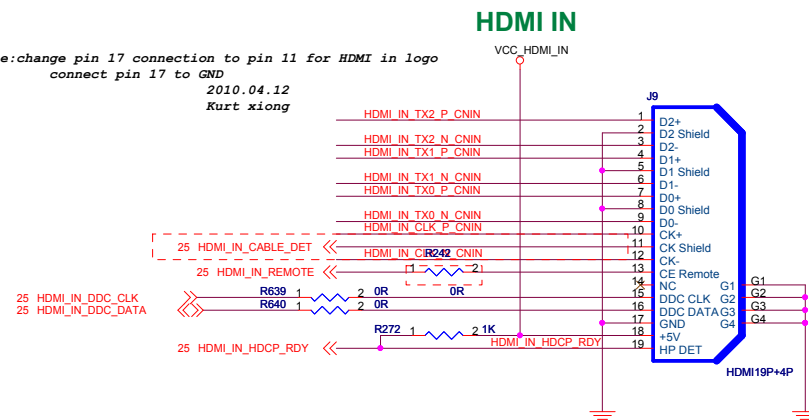 HDMI IN
e:change pin 17 connection to pin 11 for HDMI in logo
connect pin 17 to GND
2010.04.12
Kurt xiong
VCC_HDMI_IN
J9
HDMI_IN_TX2_P_CNIN 1 D2+
2 D2 Shield
HDMI_IN_TX2_N_CNIN 3 D2-
HDMI_IN_TX1_P_CNIN 4 D1+
5 D1 Shield
HDMI_IN_TX1_N_CNIN 6 D1-
HDMI_IN_TX0_P_CNIN 7 D0+
8 D0 Shield
HDMI_IN_TX0_N_CNIN 9 D0-
HDMI_IN_CLK_P_CNIN 10 CK+
25 HDMI_IN_CABLE_DET 11 CK Shield
HDMI_IN_CLK_N_CNIN 12 CK-
R242
25 HDMI_IN_REMOTE 1 2 13 CE Remote
0R
14 NC G1 G1
25 HDMI_IN_DDC_CLK R639 1 2 0R 15 DDC CLK G2 G2
25 HDMI_IN_DDC_DATA R640 1 2 0R 16 DDC DATA G3 G3
17 GND G4 G4
R272 1 2 1K 18 +5V
25 HDMI_IN_HDCP_RDY HDMI_IN_HDCP_RDY 19 HP DET
HDMI19P+4P